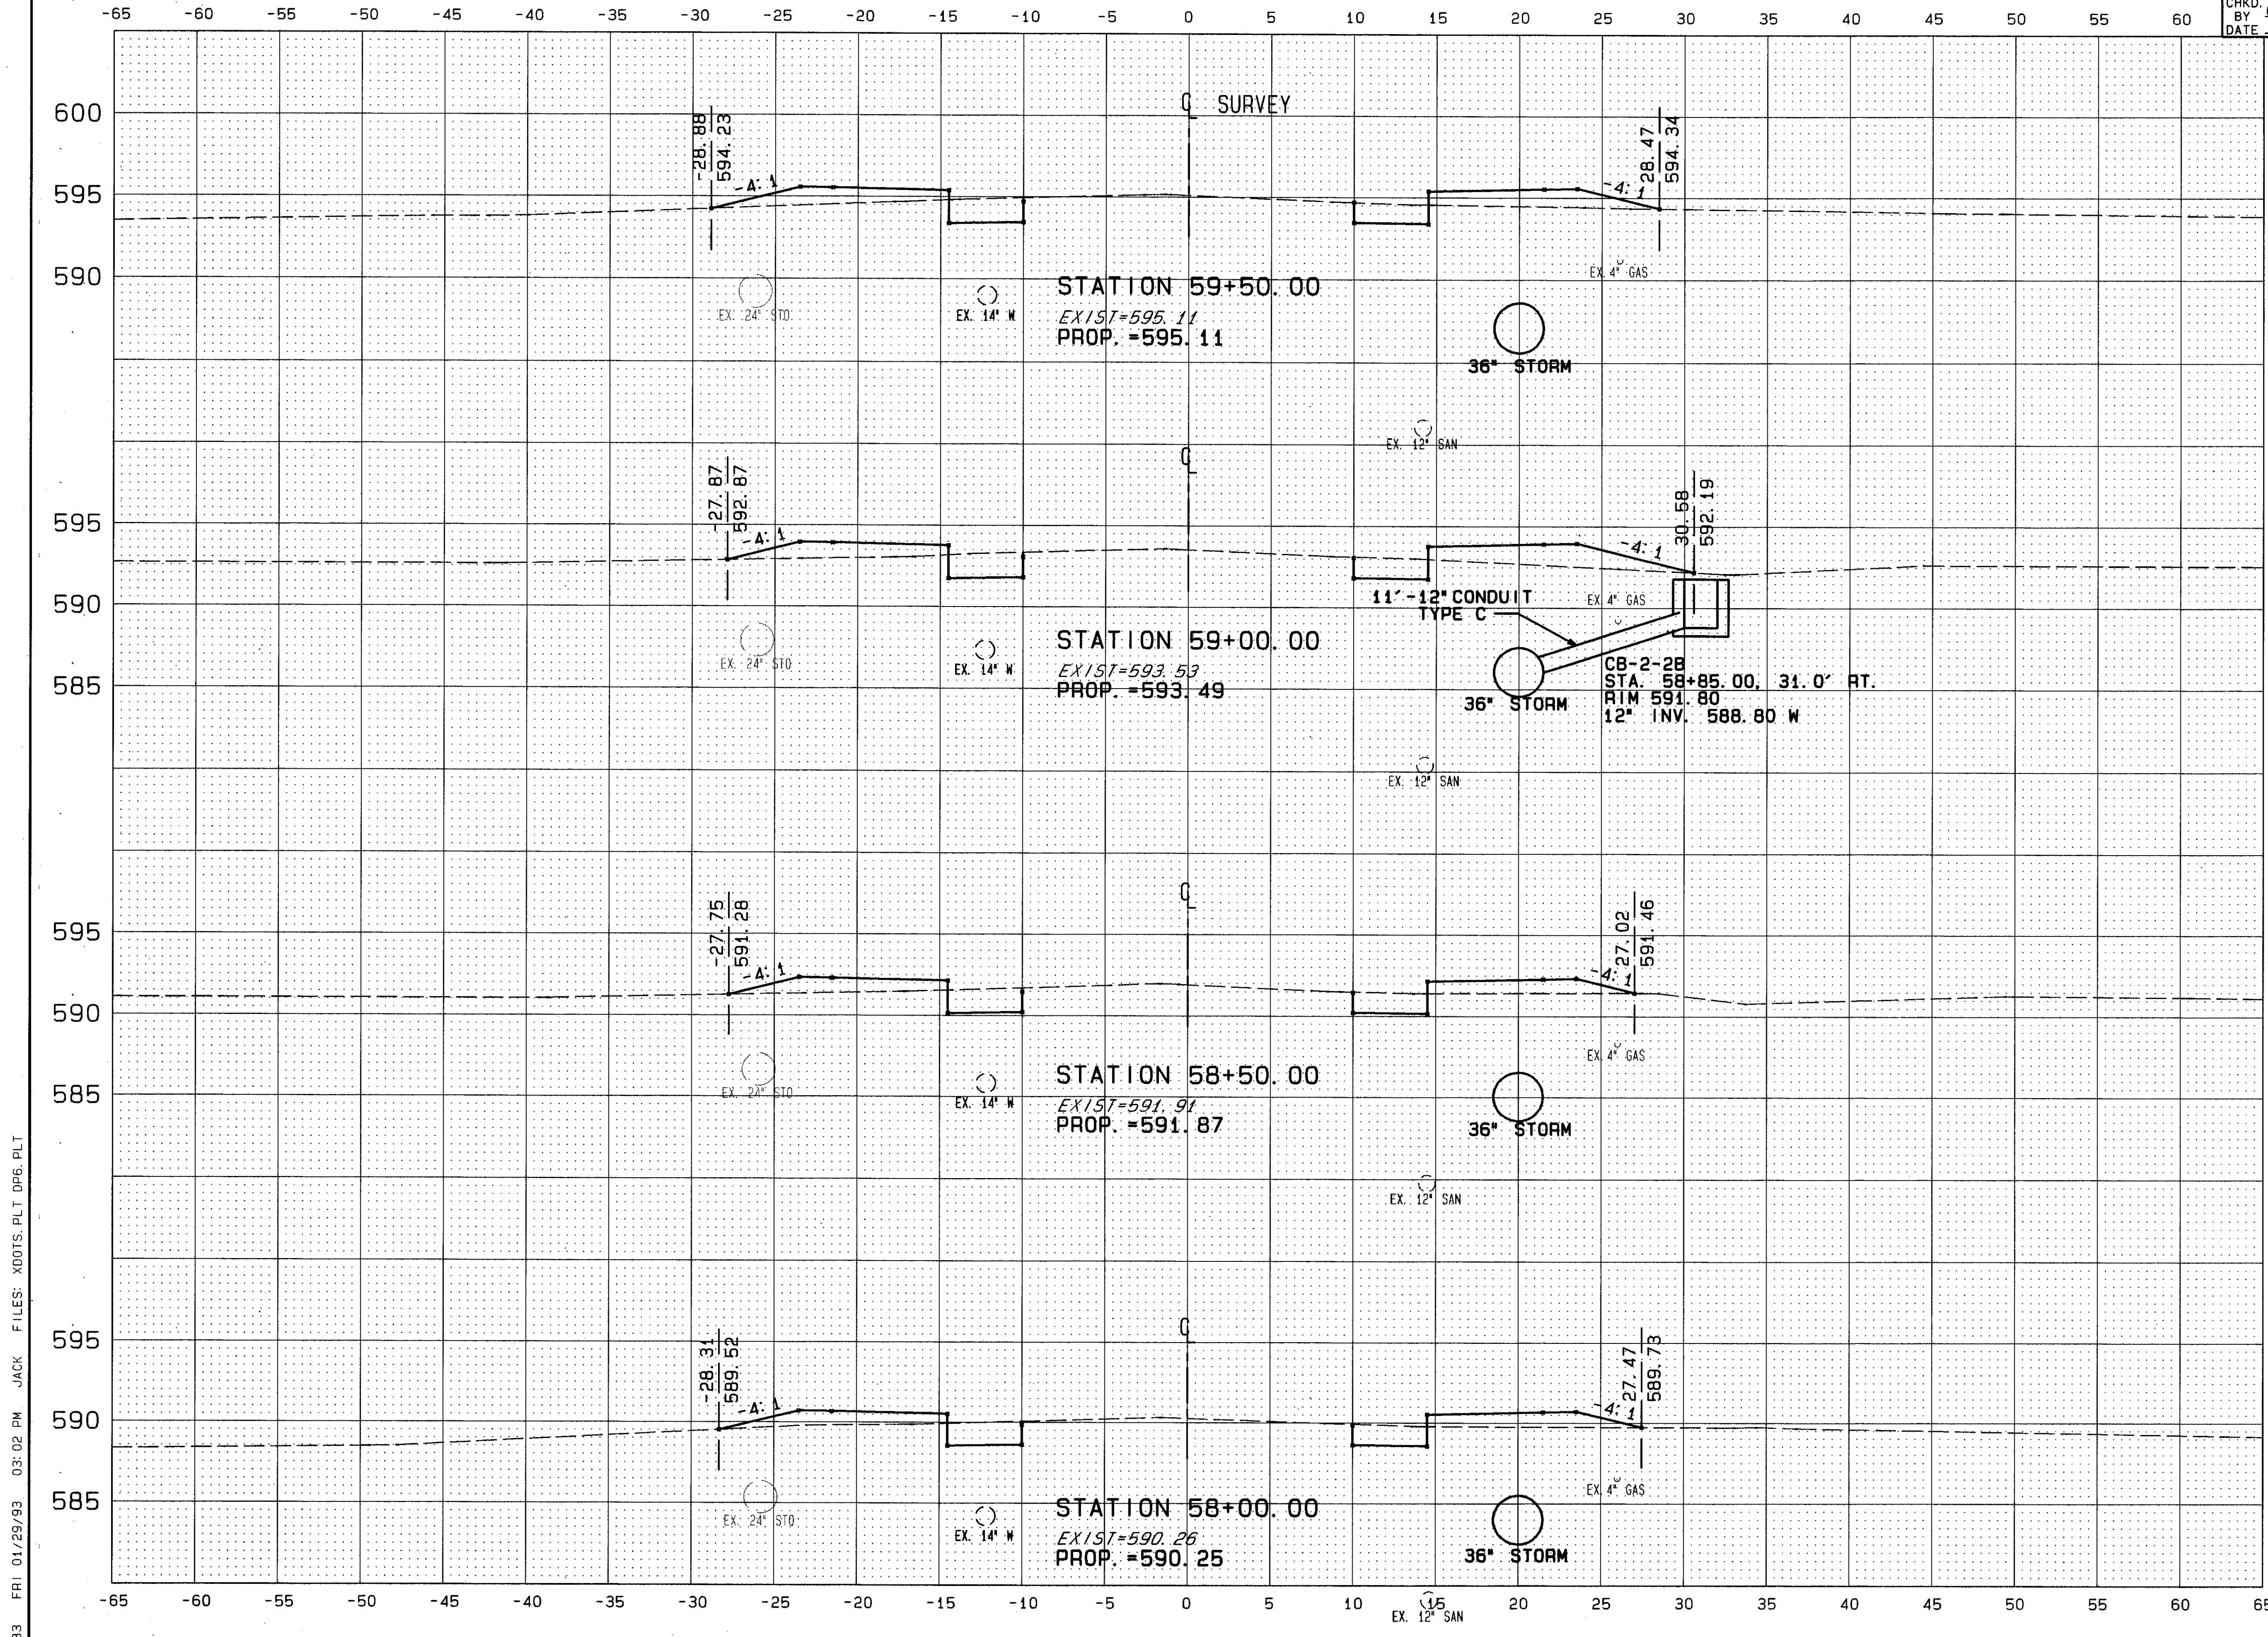 -65 -60 -55 -50 -45 -40 -35 -30 -25 -20 -15 -10 -5 0 5 10 15 20 25 30 35 40 45 50 55 60
CHKD.
BY
DATE
600
595
590
C L SURVEY
-28.88
594.23
-4:1
28.47
594.34
-4:1
EX. 24" STO
EX. 14" W
STATION 59+50.00
EXIST=595.11
PROP.=595.11
EX. 4" GAS
36" STORM
EX. 12" SAN
C L
595
590
585
-27.87
592.87
-4:1
30.58
592.19
-4:1
11'-12" CONDUIT
TYPE C
EX. 4" GAS
EX. 24" STO
EX. 14" W
STATION 59+00.00
EXIST=593.53
PROP.=593.49
36" STORM
CB-2-2B
STA. 58+85.00, 31.0' RT.
RIM 591.80
12" INV. 588.80 W
EX. 12" SAN
C L
595
590
585
-27.75
591.28
-4:1
27.02
591.46
-4:1
EX. 24" STO
EX. 14" W
STATION 58+50.00
EXIST=591.91
PROP.=591.87
EX. 4" GAS
36" STORM
EX. 12" SAN
C L
595
590
585
-28.31
589.52
-4:1
27.47
589.73
-4:1
EX. 24" STO
EX. 14" W
STATION 58+00.00
EXIST=590.26
PROP.=590.25
EX. 4" GAS
36" STORM
-65 -60 -55 -50 -45 -40 -35 -30 -25 -20 -15 -10 -5 0 5 10 15 20 25 30 35 40 45 50 55 60 65
EX. 12" SAN
FRI 01/29/93 03:02 PM JACK FILES: XDOTS.PLT DP6.PLT